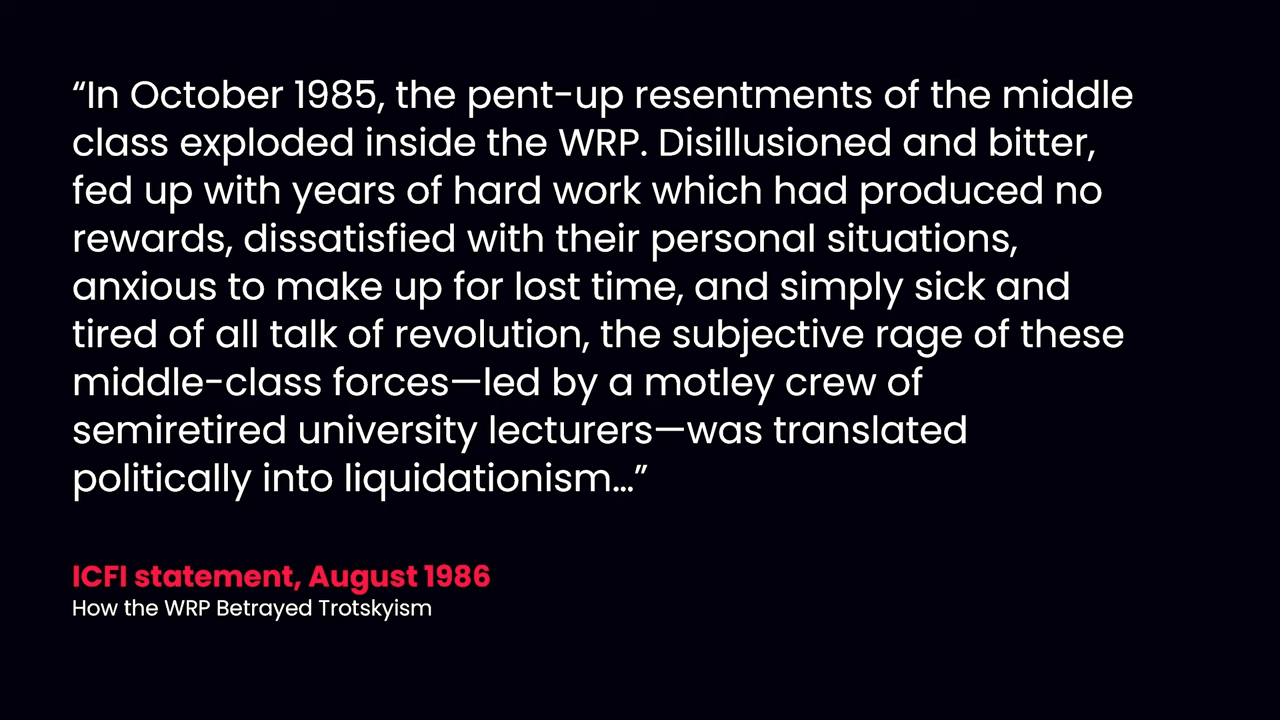 “In October 1985, the pent-up resentments of the middle
class exploded inside the WRP. Disillusioned and bitter,
fed up with years of hard work which had produced no
rewards, dissatisfied with their personal situations,
anxious to make up for lost time, and simply sick and
tired of all talk of revolution, the subjective rage of these
middle-class forces—led by a motley crew of
semiretired university lecturers—was translated
politically into liquidationism…”
ICFI statement, August 1986
How the WRP Betrayed Trotskyism